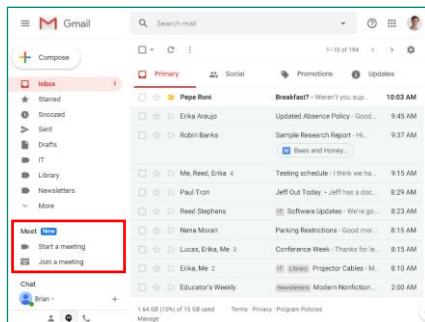 Gmail
Search mail
Compose
1–10 of 194
Primary
Social
Promotions
Updates
Inbox 1
Starred
Snoozed
Sent
Drafts
IT
Library
Newsletters
More
Meet New
Start a meeting
Join a meeting
Chat
Brian
Pepe Roni Breakfast? - Weren't you sup... 10:03 AM
Erika Araujo Updated Absence Policy - Good... 9:45 AM
Robin Banks Sample Research Report - Hi... 9:37 AM
W Bees and Honey...
Me, Reed, Erika 4 Testing schedule - I think we ha... 9:15 AM
Paul Tron Jeff Out Today - Jeff has a doc... 8:29 AM
Reed Stephens IT Software Updates - We're go... 8:23 AM
Nena Moran Parking Restrictions - Good mor... 8:15 AM
Lucas, Erika, Me 3 Conference Week - Thanks for le... 8:15 AM
Erika, Me 2 IT Library Projector Cables - M... 8:10 AM
Educator's Weekly Newsletters Modern Nonfiction... 2:00 AM
1.64 GB (10%) of 15 GB used
Manage
Terms · Privacy · Program Policies